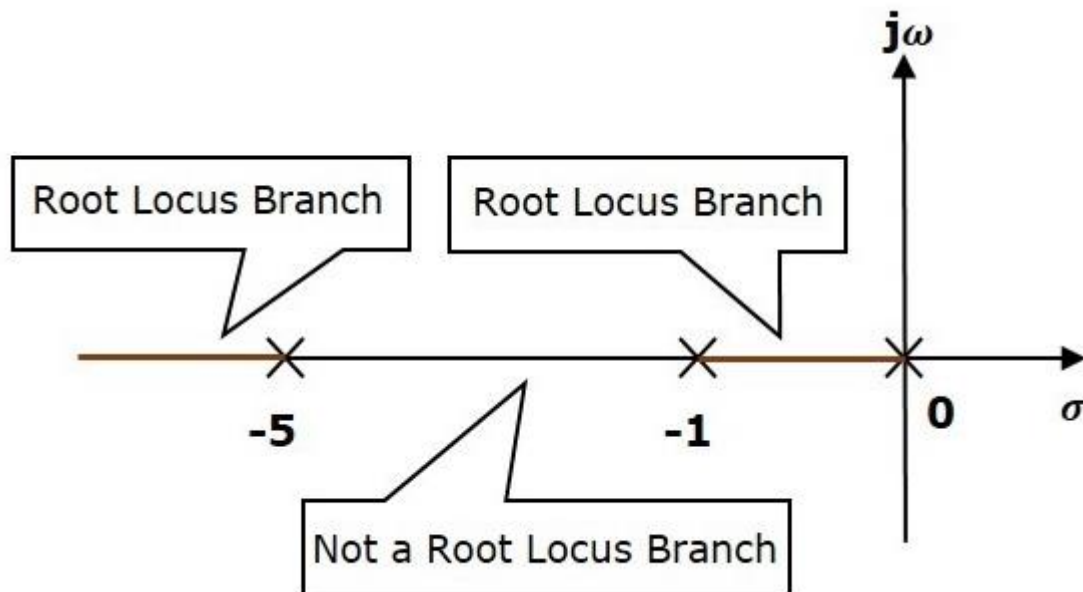 jω
Root Locus Branch
Root Locus Branch
-5
-1
0
σ
Not a Root Locus Branch